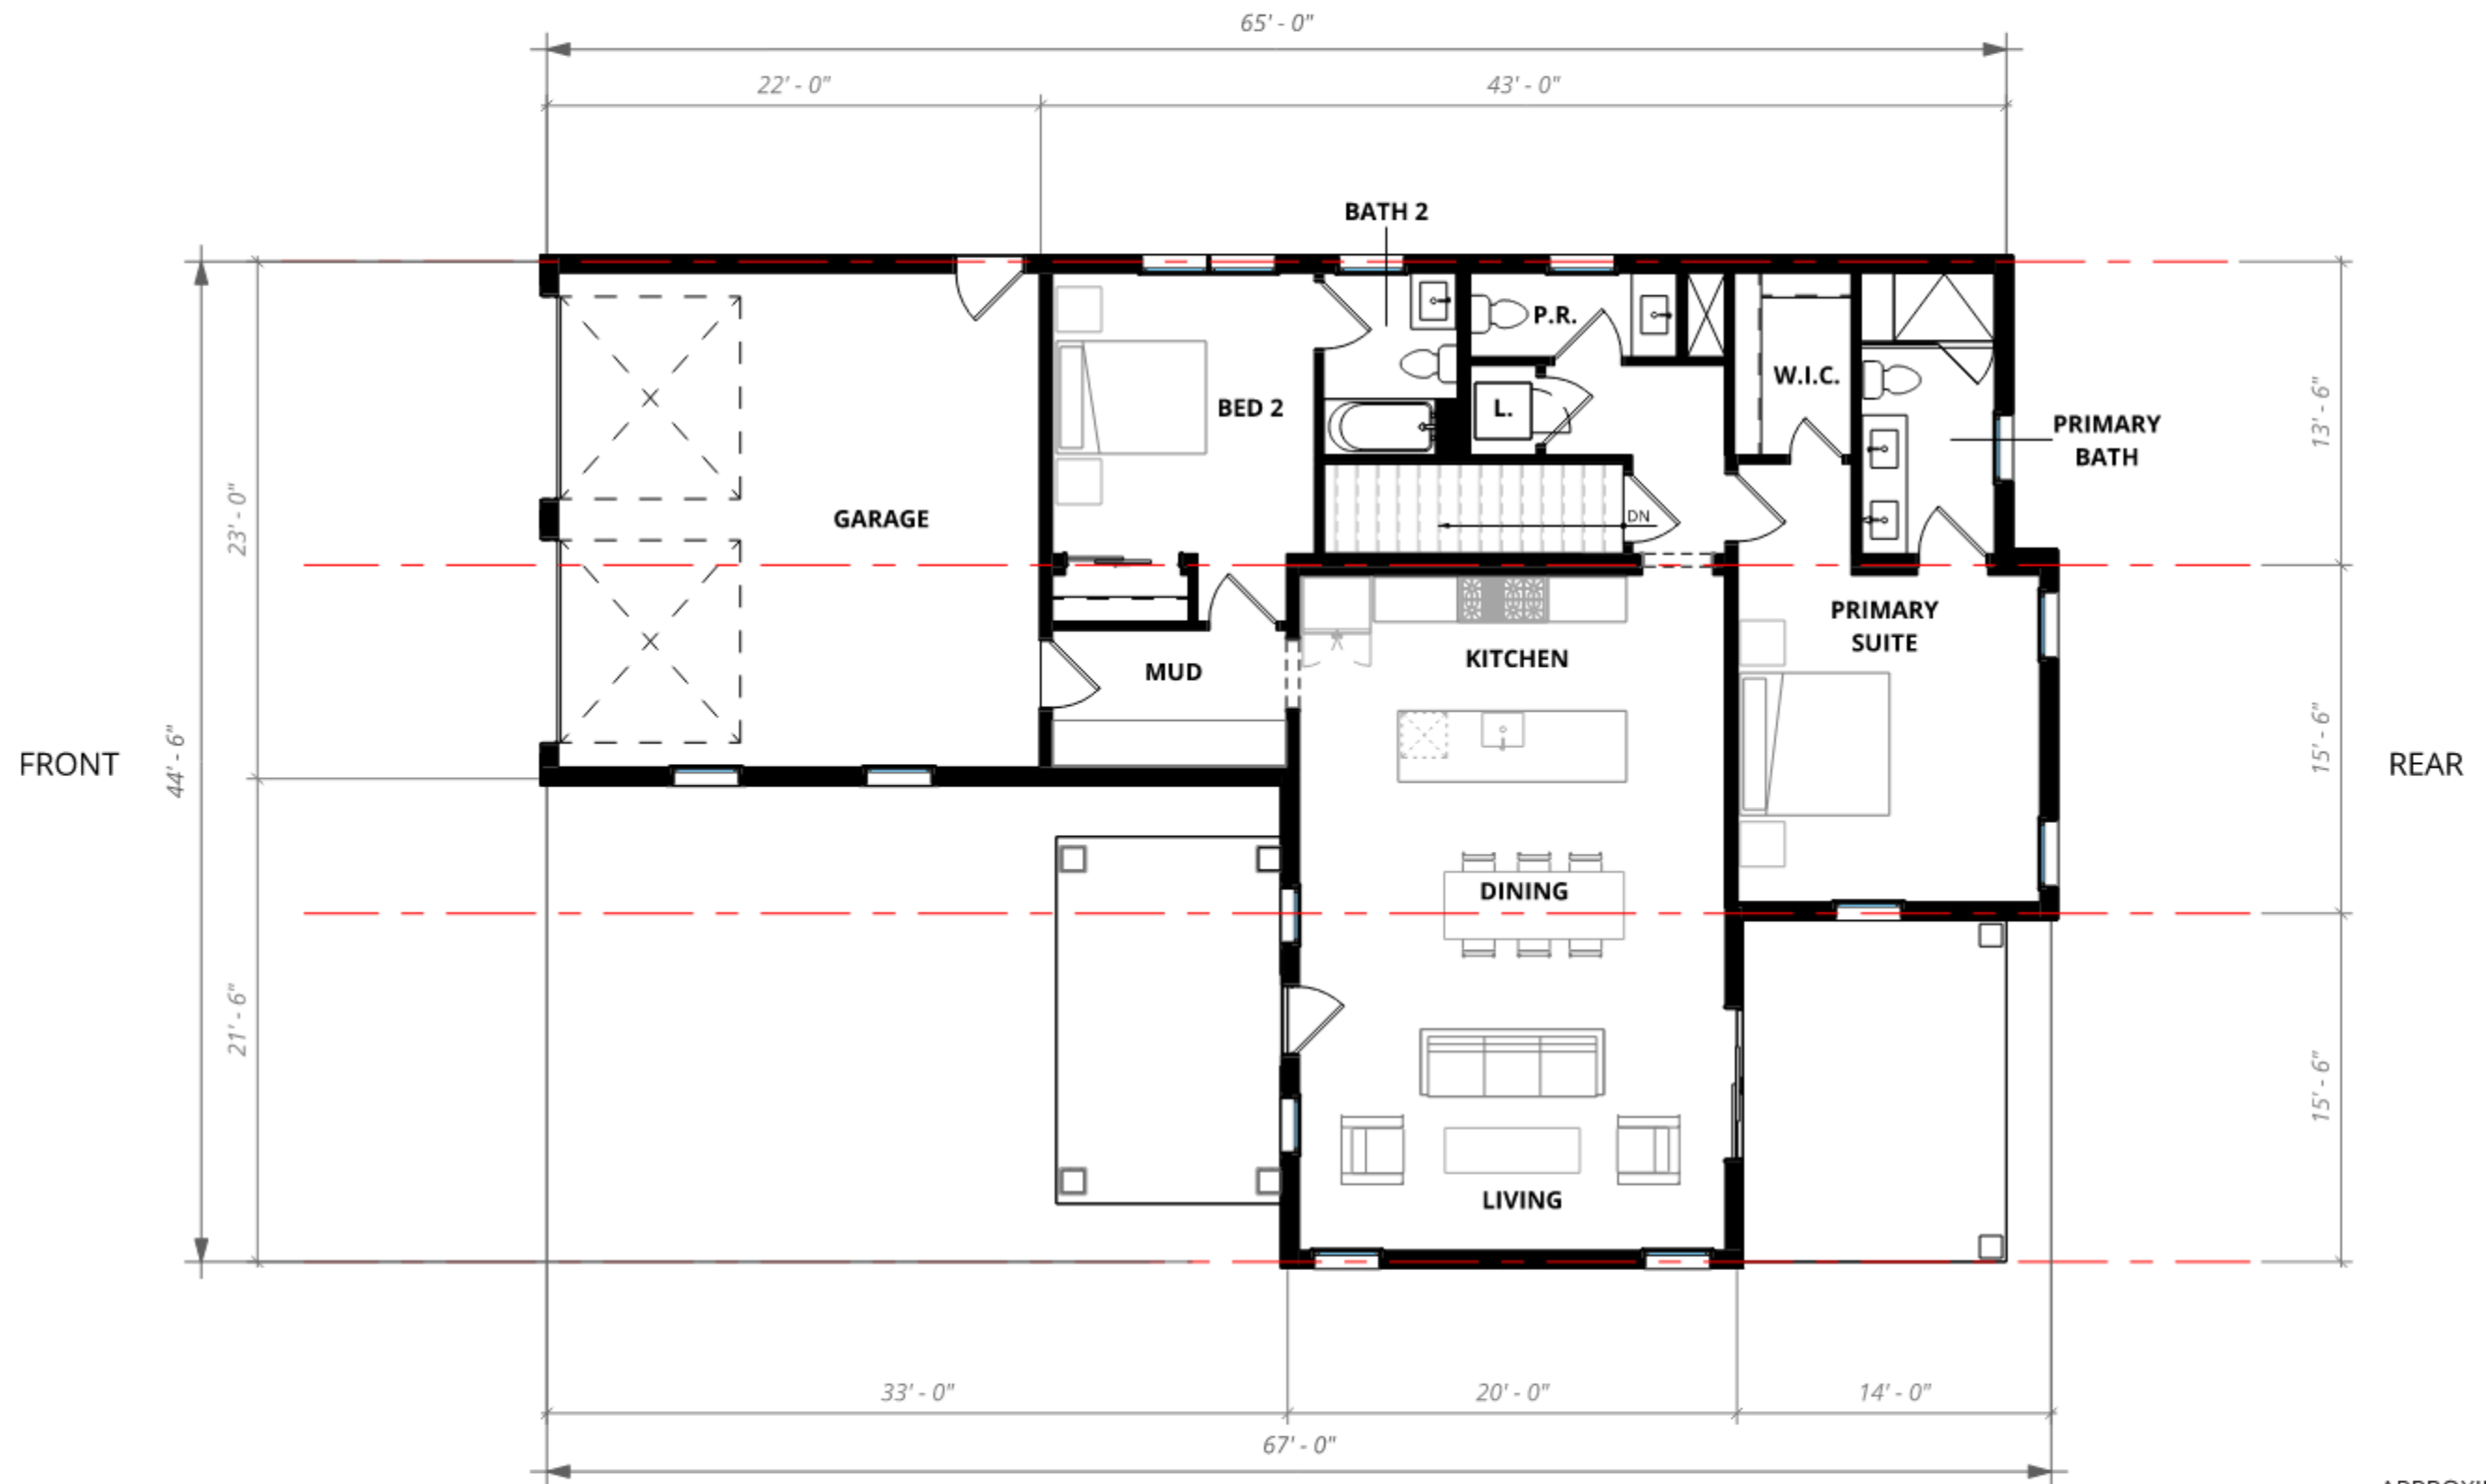 65' - 0"
22' - 0"
43' - 0"
BATH 2
P.R.
W.I.C.
13' - 6"
L.
BED 2
PRIMARY
BATH
GARAGE
23' - 0"
DN
PRIMARY
SUITE
KITCHEN
MUD
15' - 6"
44' - 6"
FRONT
REAR
DINING
21' - 6"
15' - 6"
LIVING
33' - 0"
20' - 0"
14' - 0"
67' - 0"